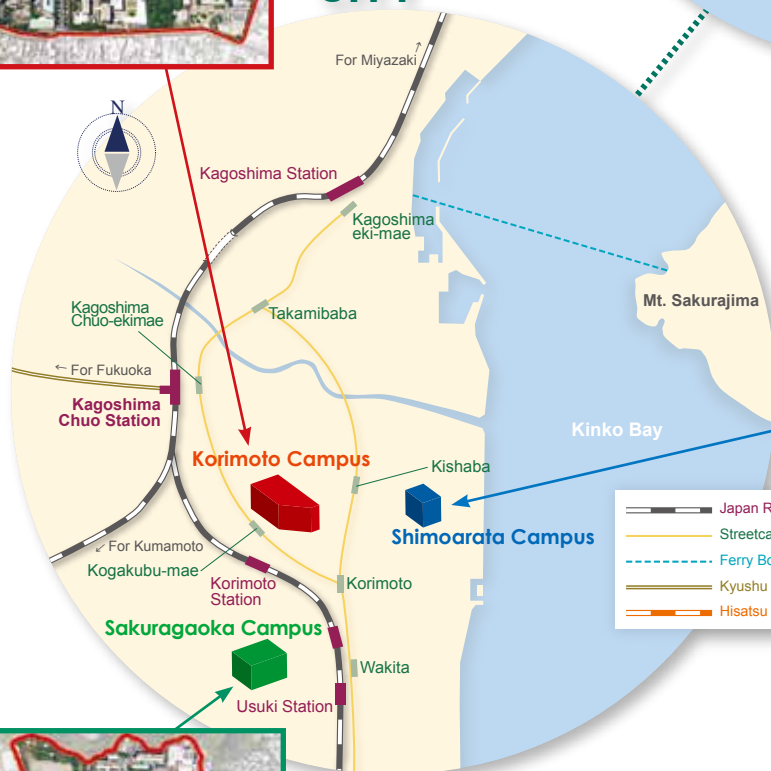 For Miyazaki
N
Kagoshima Station
Kagoshima
eki-mae
Kagoshima
Chuo-ekimae
Takamibaba
Mt. Sakurajima
For Fukuoka
Kagoshima
Chuo Station
Kinko Bay
Korimoto Campus
Kishaba
Shimoarata Campus
Japan
Streetca
Ferry Bo
Kyushu
Hisatsu
For Kumamoto
Kogakubu-mae
Korimoto
Station
Korimoto
Sakuragaoka Campus
Wakita
Usuki Station